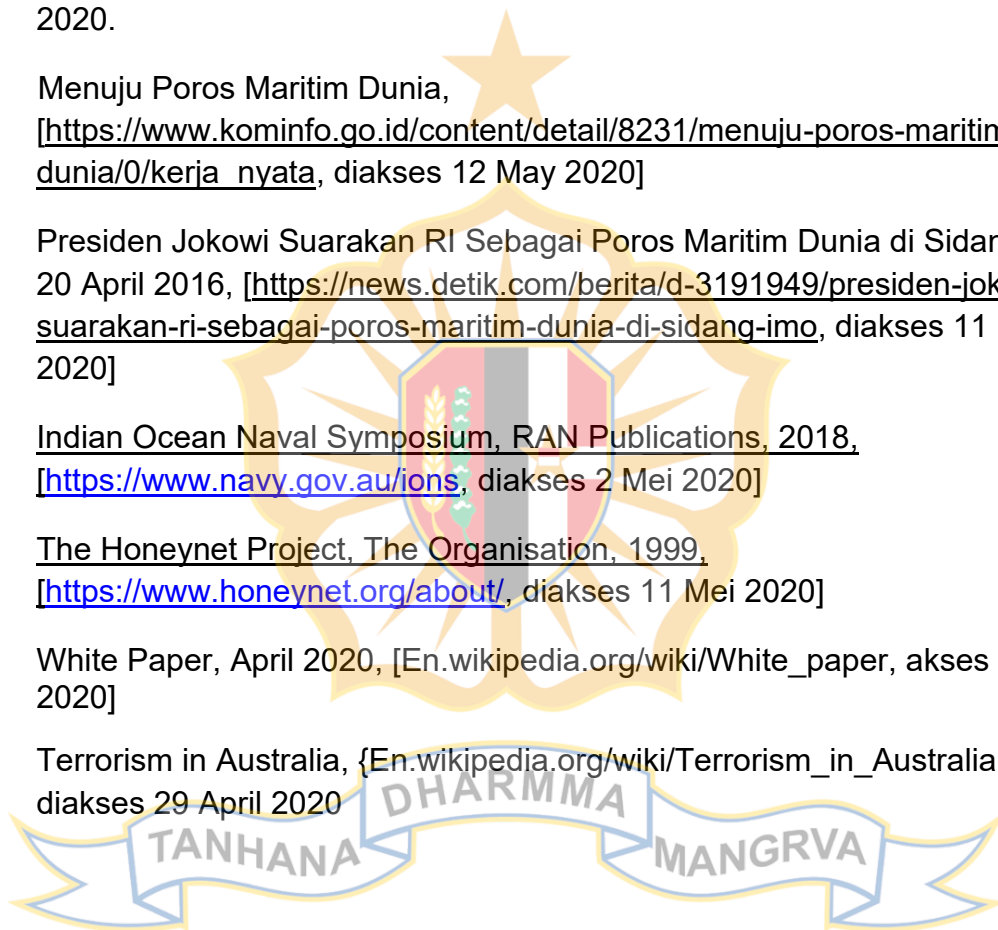 2020.
Menuju Poros Maritim Dunia,
[https://www.kominfo.go.id/content/detail/8231/menuju-poros-maritim
dunia/0/kerja_nyata, diakses 12 May 2020]
Presiden Jokowi Suarakan RI Sebagai Poros Maritim Dunia di Sidan
20 April 2016, [https://news.detik.com/berita/d-3191949/presiden-jok
suarakan-ri-sebagai-poros-maritim-dunia-di-sidang-imo, diakses 11
2020]
Indian Ocean Naval Symposium, RAN Publications, 2018,
[https://www.navy.gov.au/ions, diakses 2 Mei 2020]
The Honeynet Project, The Organisation, 1999,
[https://www.honeynet.org/about/, diakses 11 Mei 2020]
White Paper, April 2020, [En.wikipedia.org/wiki/White_paper, akses
2020]
Terrorism in Australia, {En.wikipedia.org/wiki/Terrorism_in_Australia
diakses 29 April 2020
TANHANA DHARMMA MANGRVA